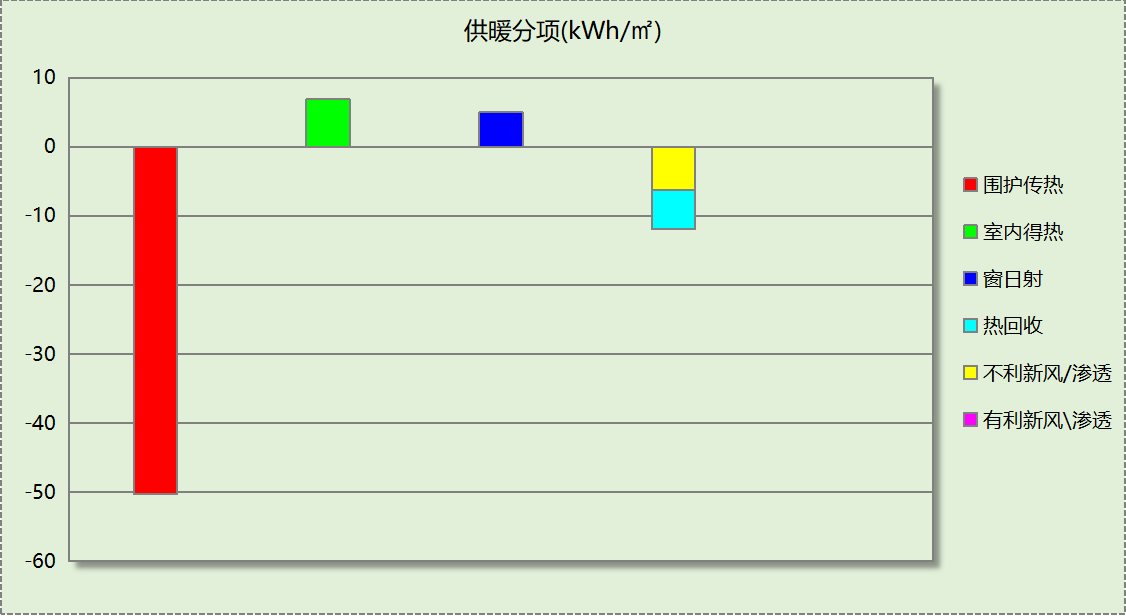 供暖分项(kWh/㎡)
10
0
-10
-20
-30
-40
-50
-60
围护传热
室内得热
窗日射
热回收
不利新风/渗透
有利新风\渗透